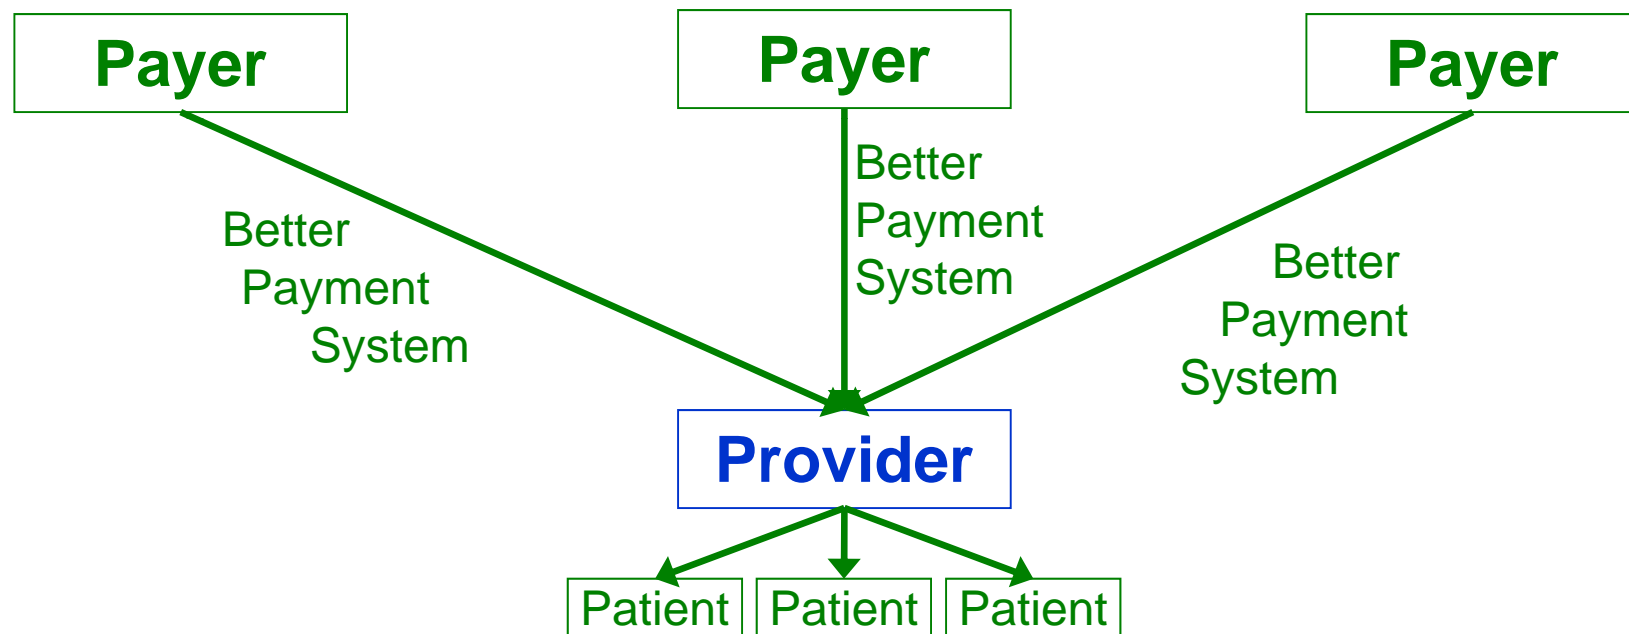 Payer
Payer
Payer
Better
Payment
System
Better
Payment
System
Better
Payment
System
Provider
Patient
Patient
Patient